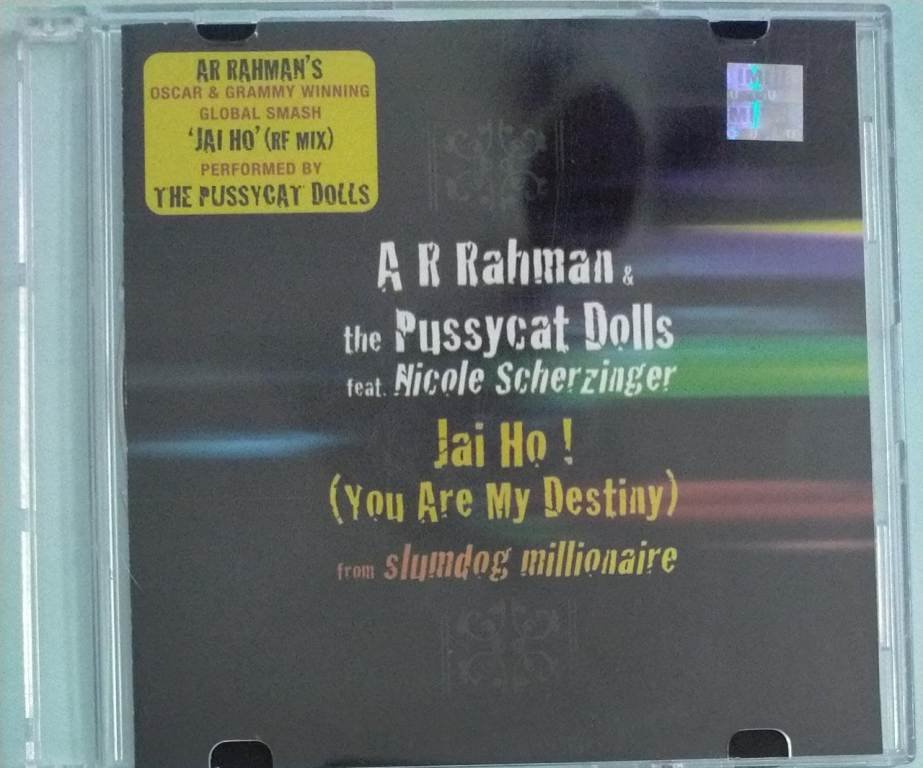 AR RAHMAN'S
OSCAR & GRAMMY WINNING
GLOBAL SMASH
'JAI HO' (RF MIX)
PERFORMED BY
THE PUSSYCAT DOLLS
A R Rahman &
the Pussycat Dolls
feat. Nicole Scherzinger
Jai Ho !
(You Are My Destiny)
from slumdog millionaire